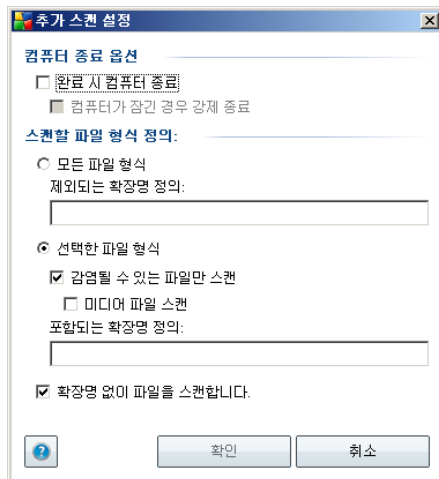 추가 스캔 설정
컴퓨터 종료 옵션
완료 시 컴퓨터 종료
컴퓨터가 잠긴 경우 강제 종료
스캔할 파일 형식 정의:
모든 파일 형식
제외되는 확장명 정의:
선택한 파일 형식
감염될 수 있는 파일만 스캔
미디어 파일 스캔
포함되는 확장명 정의:
확장명 없이 파일을 스캔합니다.
확인 취소